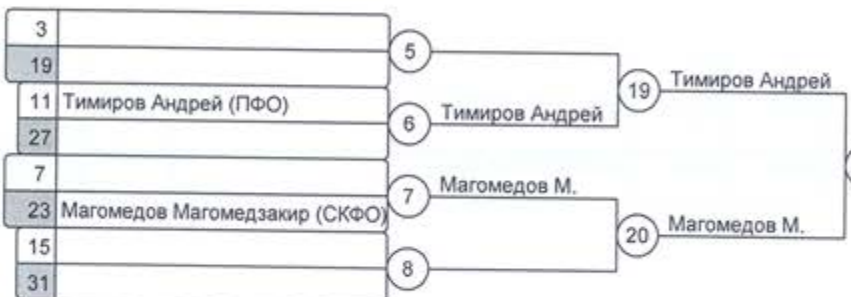 3
19
5
11 Тимиров Андрей (ПФО)
27
6 Тимиров Андрей
19 Тимиров Андрей
7
23 Магомедов Магомедзакир (СКФО)
7 Магомедов М.
15
31
8
20 Магомедов М.